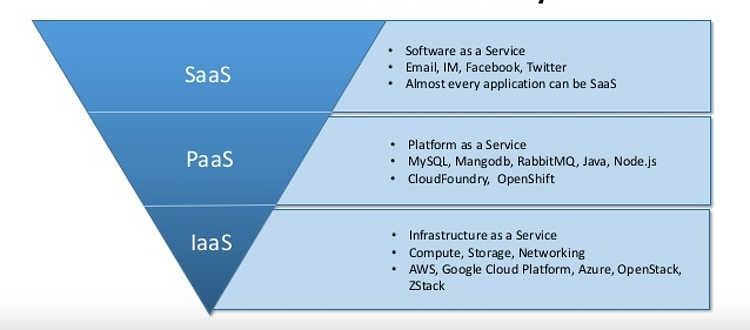 SaaS
• Software as a Service
• Email, IM, Facebook, Twitter
• Almost every application can be SaaS
PaaS
• Platform as a Service
• MySQL, Mangodb, RabbitMQ, Java, Node.js
• CloudFoundry, OpenShift
IaaS
• Infrastructure as a Service
• Compute, Storage, Networking
• AWS, Google Cloud Platform, Azure, OpenStack,
ZStack